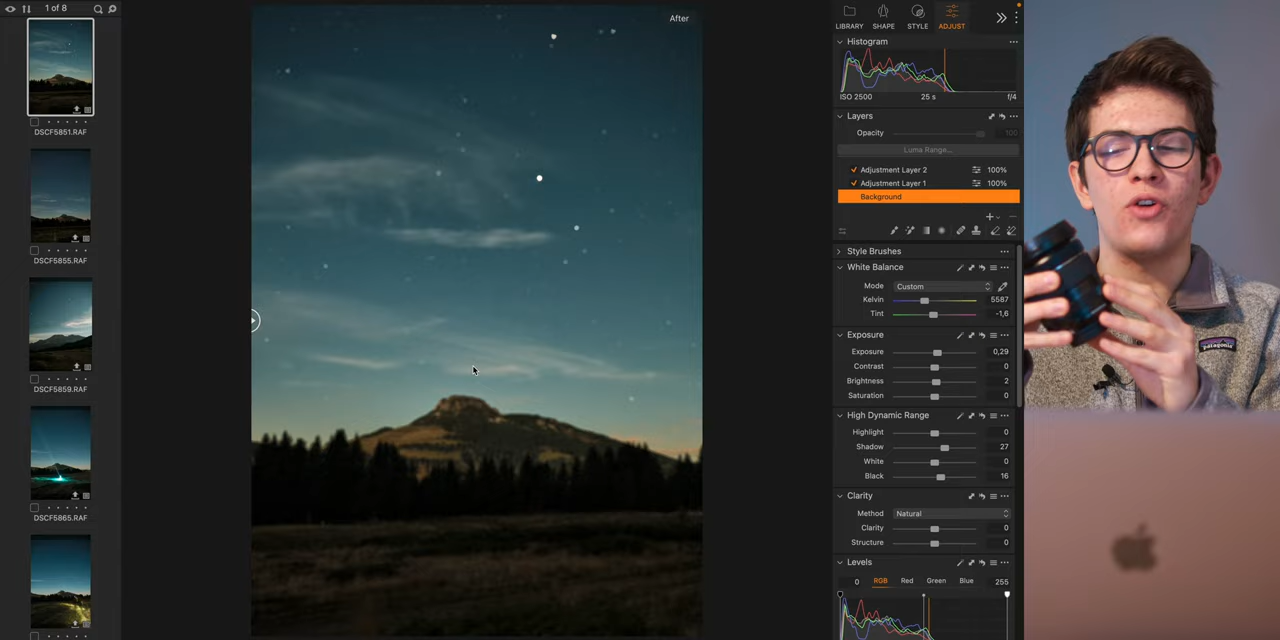 1 of 8
DSCF5851.RAF
DSCF5855.RAF
DSCF5859.RAF
DSCF5865.RAF
After
LIBRARY SHAPE STYLE ADJUST
Histogram
ISO 2500 25 s f/4
Layers
Opacity 100
Luma Range...
Adjustment Layer 2 100%
Adjustment Layer 1 100%
Background
Style Brushes
White Balance
Mode Custom
Kelvin 5587
Tint -1,6
Exposure
Exposure 0,29
Contrast 0
Brightness 2
Saturation 0
High Dynamic Range
Highlight 0
Shadow 27
White 0
Black 16
Clarity
Method Natural
Clarity 0
Structure 0
Levels
0 RGB Red Green Blue 255
patagonia